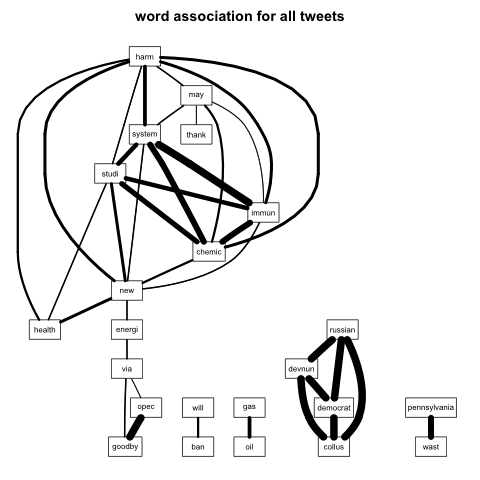 word association for all tweets
harm
may
system
thank
studi
immun
chemic
new
health
energi
russian
via
devnun
opec
will
gas
democrat
pennsylvania
goodby
ban
oil
collus
wast